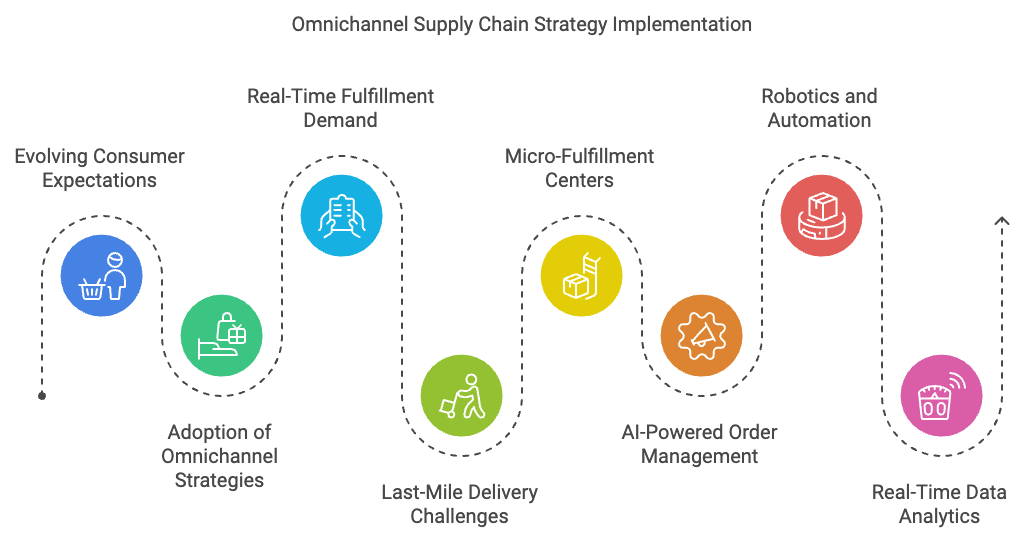 Omnichannel Supply Chain Strategy Implementation
Evolving Consumer
Expectations
Adoption of
Omnichannel
Strategies
Real-Time Fulfillment
Demand
Last-Mile Delivery
Challenges
Micro-Fulfillment
Centers
AI-Powered Order
Management
Robotics and
Automation
Real-Time Data
Analytics